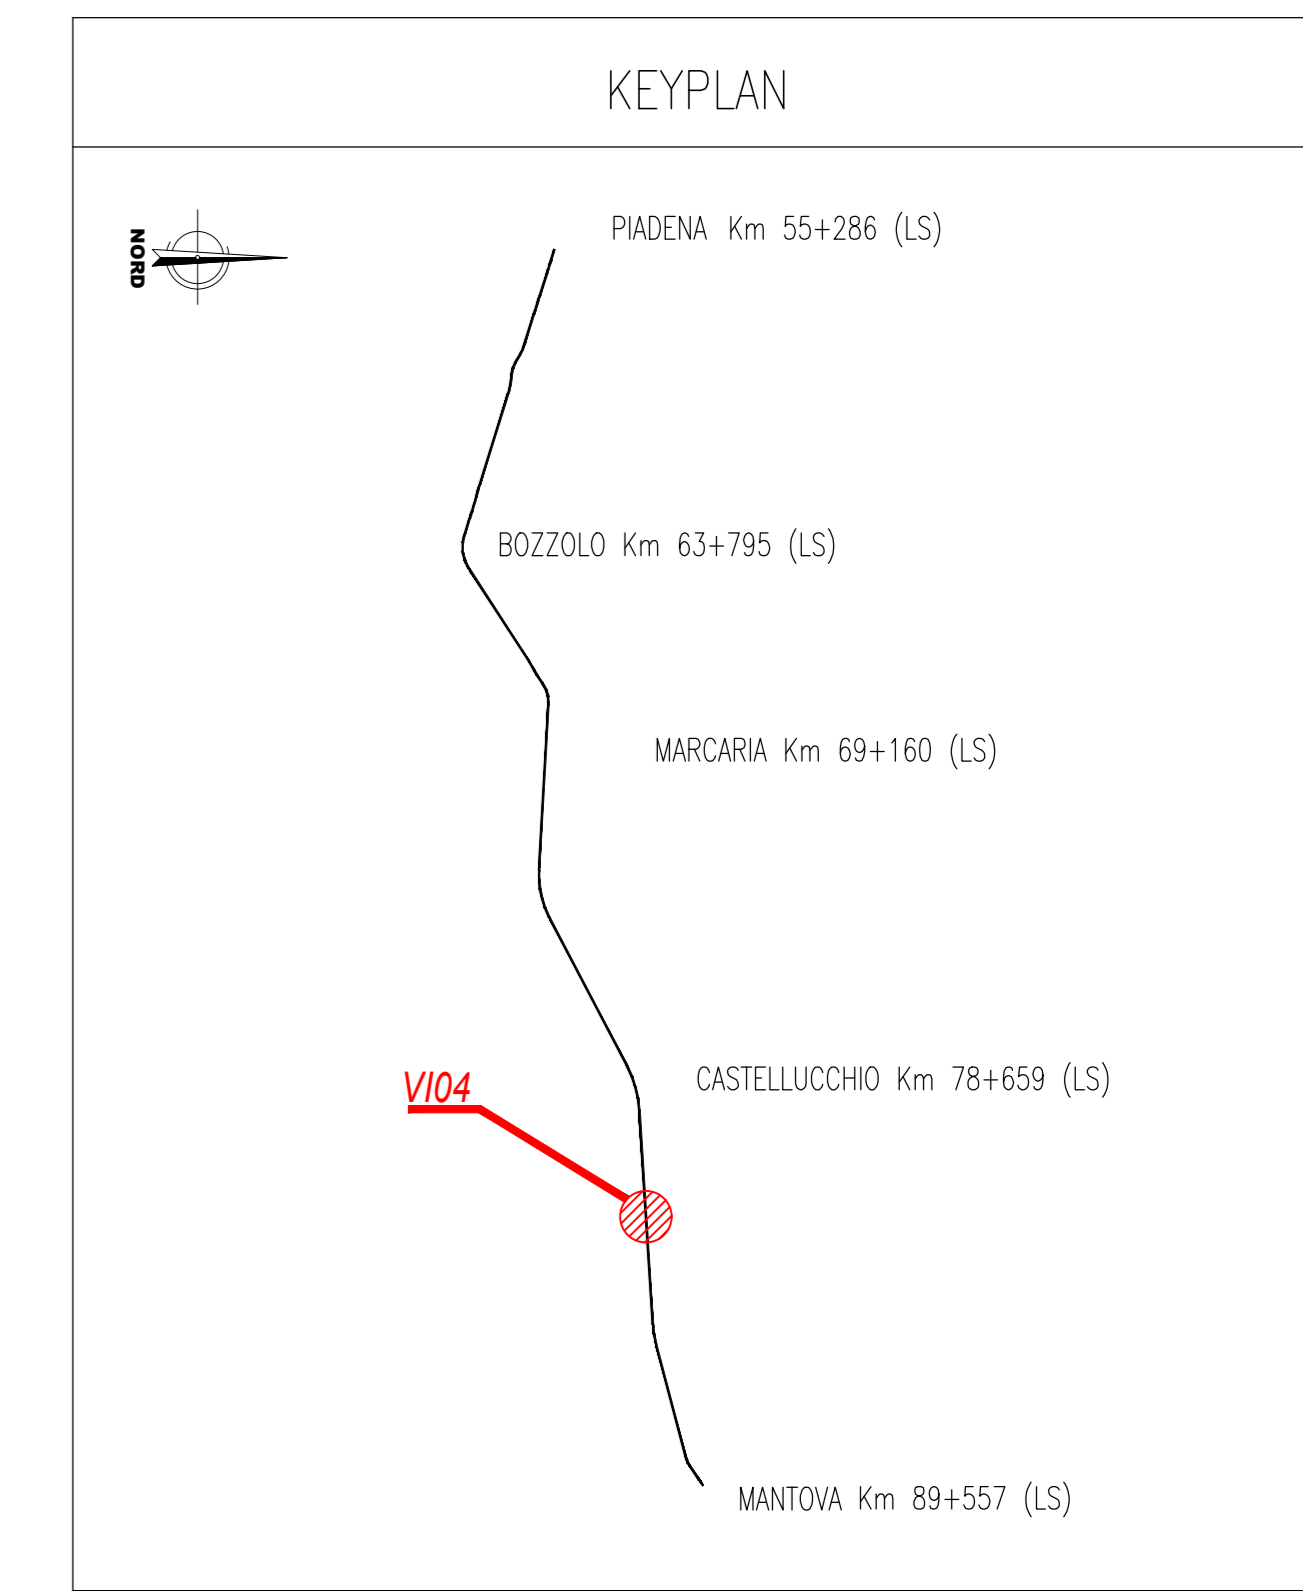 KEYPLAN
NORD
PIADENA Km 55+286 (LS)
BOZZOLO Km 63+795 (LS)
MARCARIA Km 69+160 (LS)
CASTELLUCCHIO Km 78+659 (LS)
VI04
MANTOVA Km 89+557 (LS)